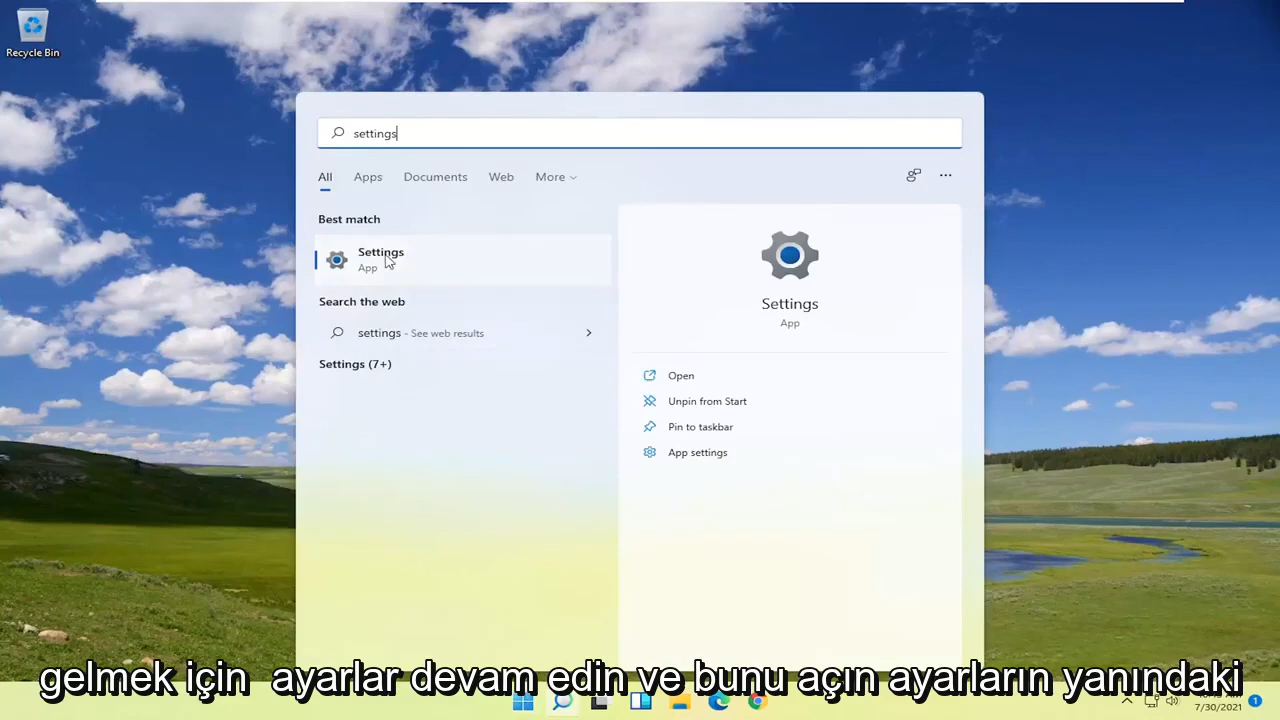 Recycle Bin
settings
All Apps Documents Web More
Best match
Settings
App
Search the web
settings - See web results
Settings (7+)
Settings
App
Open
Unpin from Start
Pin to taskbar
App settings
gelmek için ayarlar devam edin ve bunu açın ayarların yanındaki
7/30/2021
1